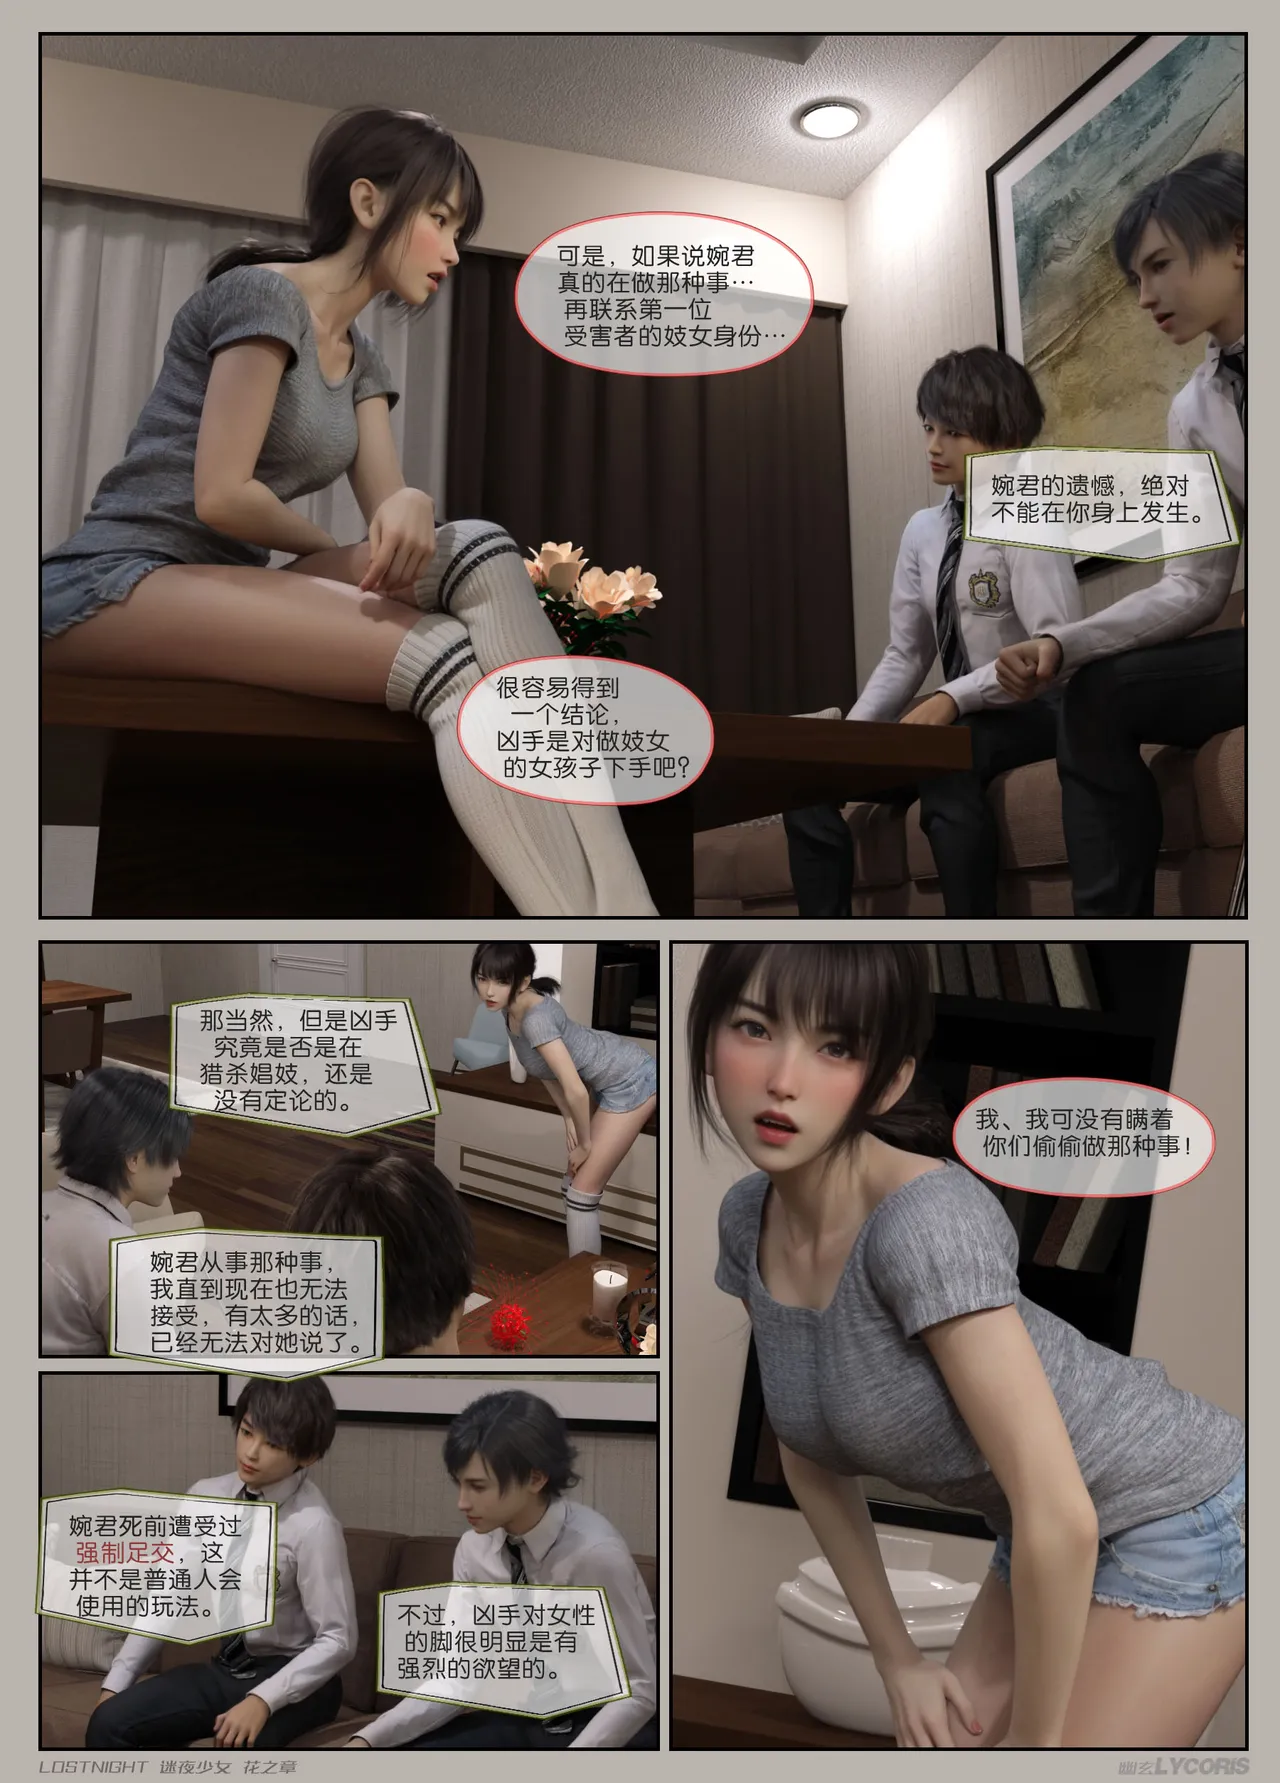 可是，如果说婉君
真的在做那种事…
再联系第一位
受害者的妓女身份…
婉君的遗憾，绝对
不能在你身上发生。
很容易得到
一个结论，
凶手是对做妓女
的女孩子下手吧？
那当然，但是凶手
究竟是否是在
猎杀娼妓，还是
没有定论的。
婉君从事那种事，
我直到现在也无法
接受，有太多的话，
已经无法对她说了。
我、我可没有瞒着
你们偷偷做那种事！
婉君死前遭受过
强制足交，这
并不是普通人会
使用的玩法。
不过，凶手对女性
的脚很明显是有
强烈的欲望的。
LOSTNIGHT 迷夜少女 花之章
幽玄LYCORIS